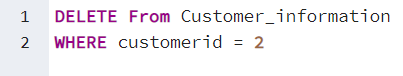 1 DELETE From Customer_information
2 WHERE customerid = 2